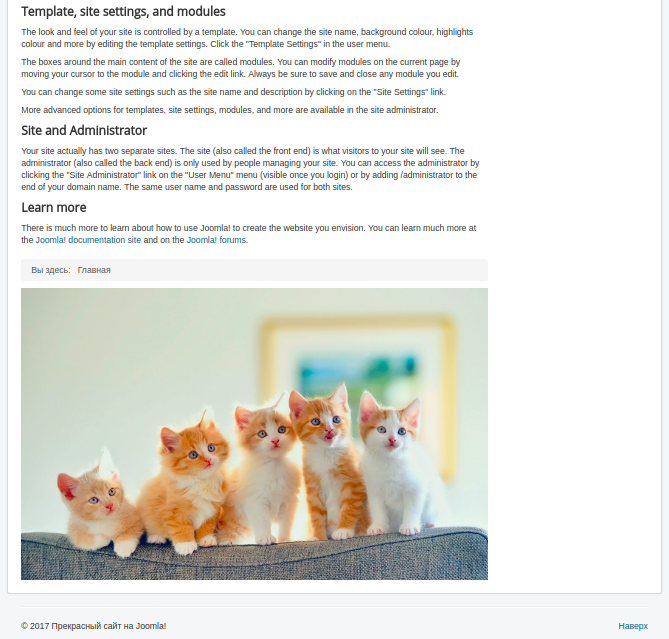 Template, site settings, and modules
The look and feel of your site is controlled by a template. You can change the site name, background colour, highlights
colour and more by editing the template settings. Click the "Template Settings" in the user menu.
The boxes around the main content of the site are called modules. You can modify modules on the current page by
moving your cursor to the module and clicking the edit link. Always be sure to save and close any module you edit.
You can change some site settings such as the site name and description by clicking on the "Site Settings" link.
More advanced options for templates, site settings, modules, and more are available in the site administrator.
Site and Administrator
Your site actually has two separate sites. The site (also called the front end) is what visitors to your site will see. The
administrator (also called the back end) is only used by people managing your site. You can access the administrator by
clicking the "Site Administrator" link on the "User Menu" menu (visible once you login) or by adding /administrator to the
end of your domain name. The same user name and password are used for both sites.
Learn more
There is much more to learn about how to use Joomla! to create the website you envision. You can learn much more at
the Joomla! documentation site and on the Joomla! forums.
Вы здесь: Главная
© 2017 Прекрасный сайт на Joomla! Наверх